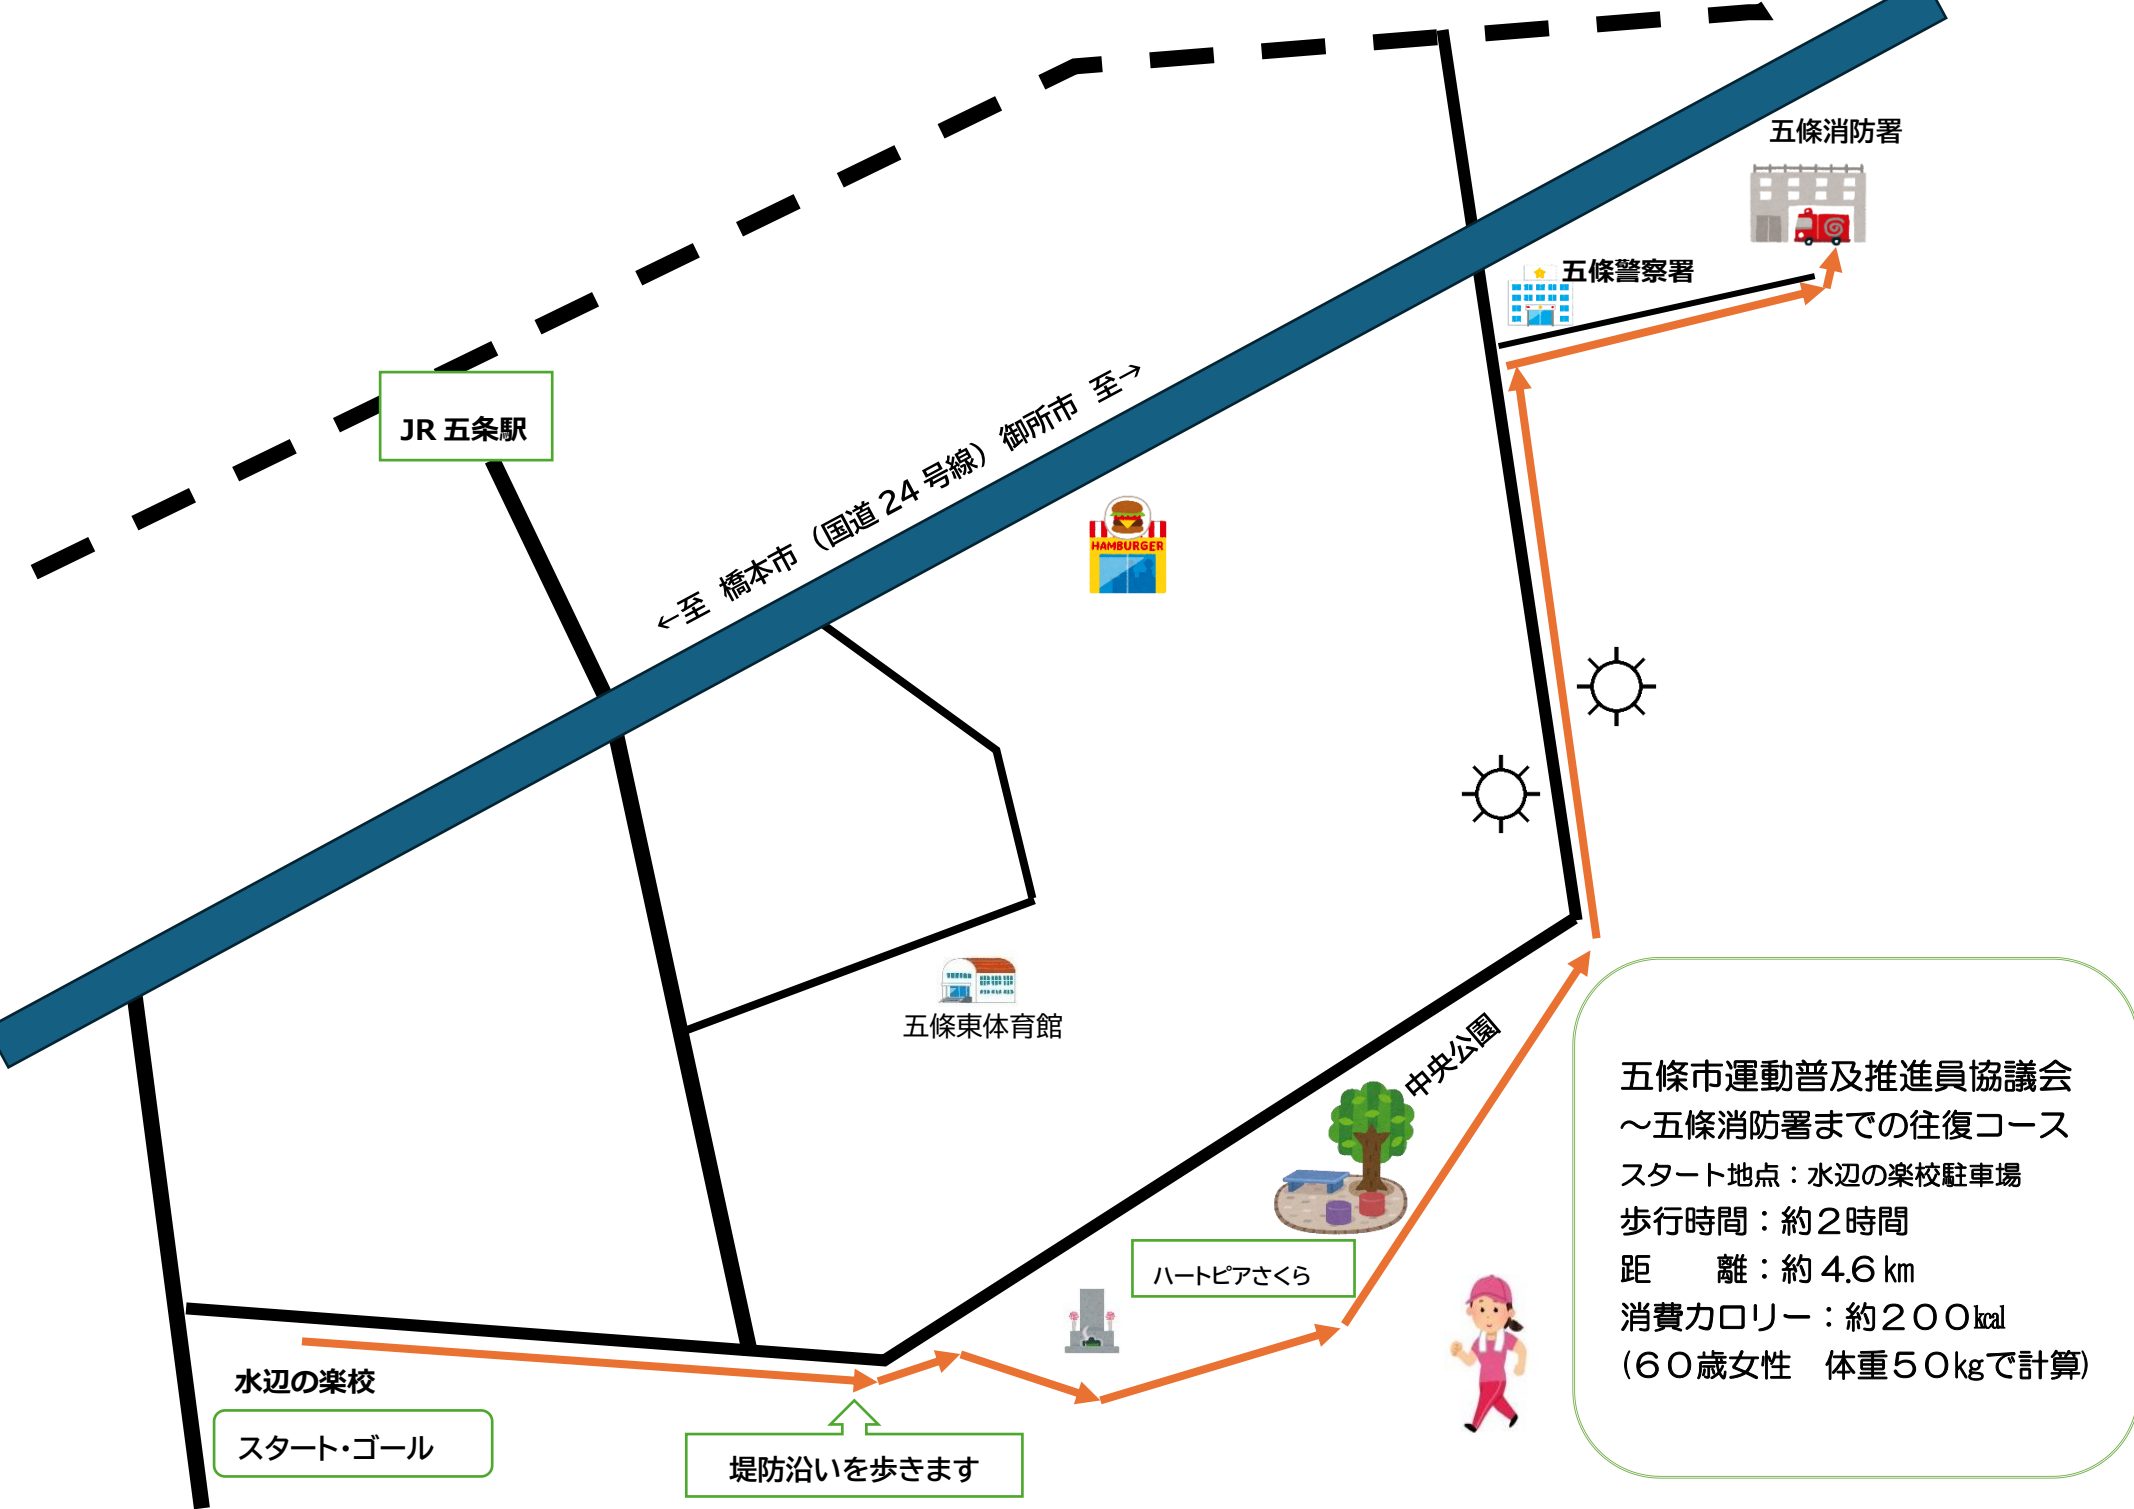 五條消防署
五條警察署
JR 五条駅
←至 橋本市（国道 24 号線）御所市 至→
HAMBURGER
五條東体育館
中央公園
ハートピアさくら
水辺の楽校
スタート・ゴール
堤防沿いを歩きます
五條市運動普及推進員協議会
～五條消防署までの往復コース
スタート地点：水辺の楽校駐車場
歩行時間：約２時間
距　　離：約 4.6 ㎞
消費カロリー：約２００㎉
(６０歳女性　体重５０㎏で計算)